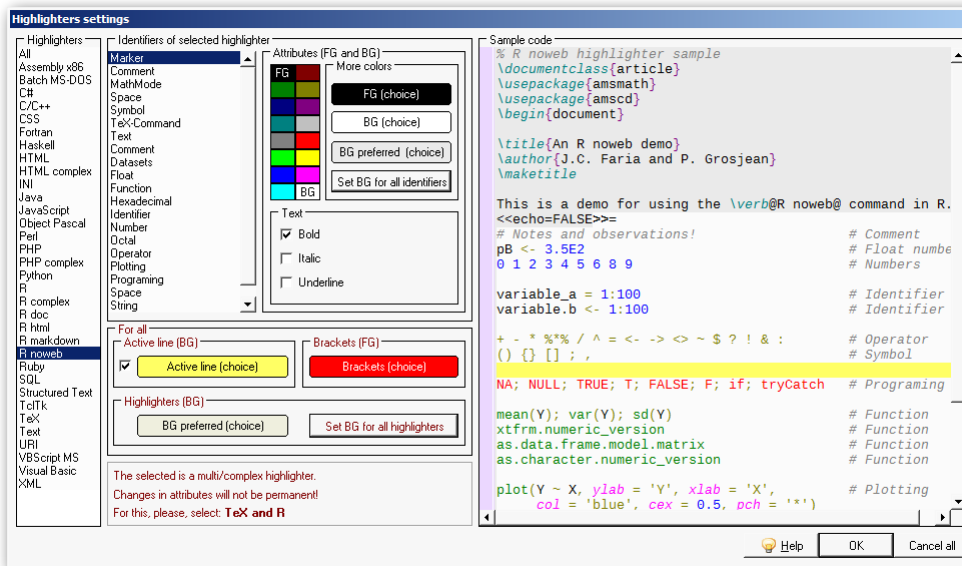 Highlighters settings
Highlighters
All
Assembly x86
Batch MS-DOS
C#
C/C++
CSS
Fortran
Haskell
HTML
HTML complex
INI
Java
JavaScript
Object Pascal
Perl
PHP
PHP complex
Python
R
R complex
R doc
R html
R markdown
R noweb
Ruby
SQL
Structured Text
TclTk
TeX
Text
URI
VBScript MS
Visual Basic
XML
Identifiers of selected highlighter
Marker
Comment
MathMode
Space
Symbol
TeX-Command
Text
Comment
Datasets
Float
Function
Hexadecimal
Identifier
Number
Octal
Operator
Plotting
Programing
Space
String
Attributes (FG and BG)
FG
BG
More colors
FG (choice)
BG (choice)
BG preferred (choice)
Set BG for all identifiers
Text
Bold
Italic
Underline
For all
Active line (BG)
Active line (choice)
Brackets (FG)
Brackets (choice)
Highlighters (BG)
BG preferred (choice)
Set BG for all highlighters
The selected is a multi/complex highlighter.
Changes in attributes will not be permanent!
For this, please, select: TeX and R
Sample code
% R noweb highlighter sample
\documentclass{article}
\usepackage{amsmath}
\usepackage{amscd}
\begin{document}
\title{An R noweb demo}
\author{J.C. Faria and P. Grosjean}
\maketitle
This is a demo for using the \verb@R noweb@ command in R.
<<echo=FALSE>>=
# Notes and observations! # Comment
pB <- 3.5E2 # Float numbe
0 1 2 3 4 5 6 8 9 # Numbers
variable_a = 1:100 # Identifier
variable.b <- 1:100 # Identifier
+ - * %*% / ^ = <- -> <> ~ $ ? ! & : # Operator
() {} [] ; , # Symbol
NA; NULL; TRUE; T; FALSE; F; if; tryCatch # Programing
mean(Y); var(Y); sd(Y) # Function
xtfrm.numeric_version # Function
as.data.frame.model.matrix # Function
as.character.numeric_version # Function
plot(Y ~ X, ylab = 'Y', xlab = 'X', # Plotting
col = 'blue', cex = 0.5, pch = '*')
Help
OK
Cancel all